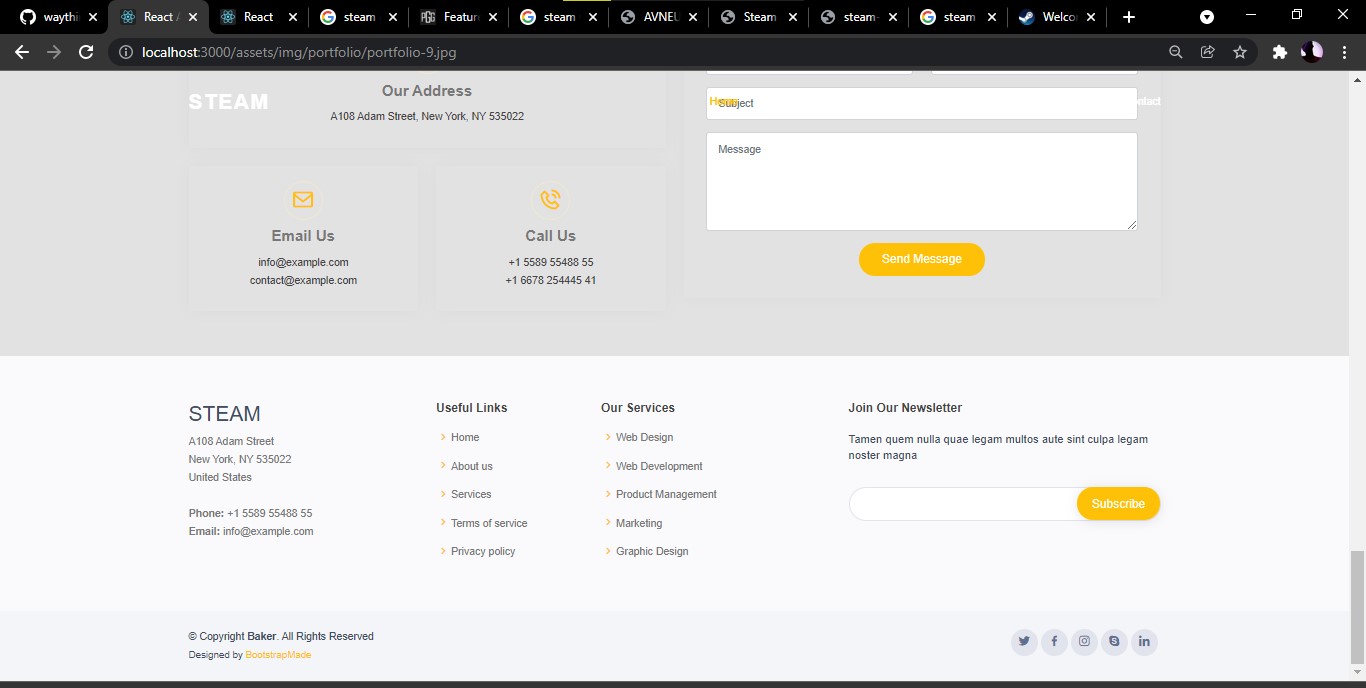 waythi
React A
React
steam
Featur
steam
AVNEU
Steam
steam-
steam
Welco
localhost:3000/assets/img/portfolio/portfolio-9.jpg
STEAM
Home
Contact
Our Address
A108 Adam Street, New York, NY 535022
Subject
Message
Email Us
info@example.com
contact@example.com
Call Us
+1 5589 55488 55
+1 6678 254445 41
Send Message
STEAM
A108 Adam Street
New York, NY 535022
United States
Phone: +1 5589 55488 55
Email: info@example.com
Useful Links
Home
About us
Services
Terms of service
Privacy policy
Our Services
Web Design
Web Development
Product Management
Marketing
Graphic Design
Join Our Newsletter
Tamen quem nulla quae legam multos aute sint culpa legam
noster magna
Subscribe
© Copyright Baker. All Rights Reserved
Designed by BootstrapMade